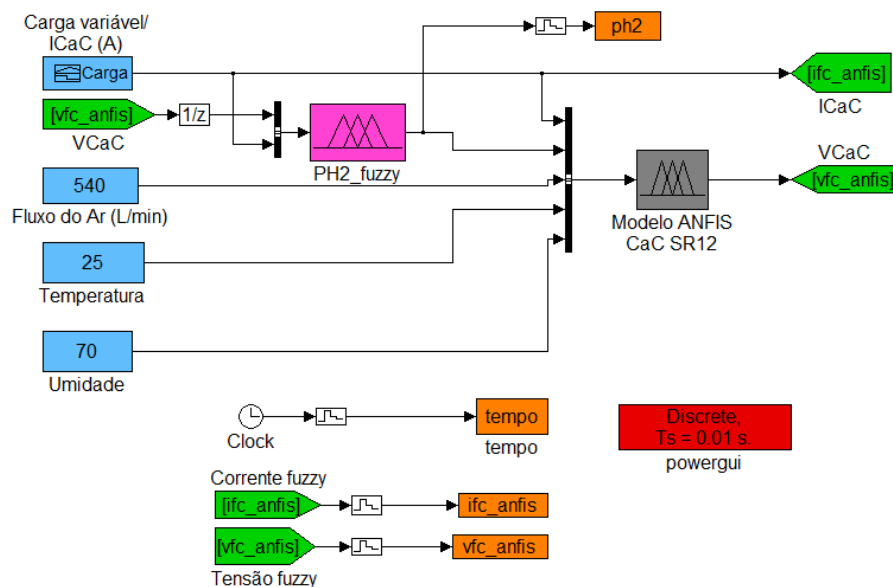 Carga variável/
ICaC (A)
Carga
[vfc_anfis]
VCaC
1/z
PH2_fuzzy
ph2
[ifc_anfis]
ICaC
VCaC
[vfc_anfis]
540
Fluxo do Ar (L/min)
25
Temperatura
70
Umidade
Modelo ANFIS
CaC SR12
Clock
tempo
tempo
Discrete,
Ts = 0.01 s.
powergui
Corrente fuzzy
[ifc_anfis]
ifc_anfis
[vfc_anfis]
vfc_anfis
Tensão fuzzy